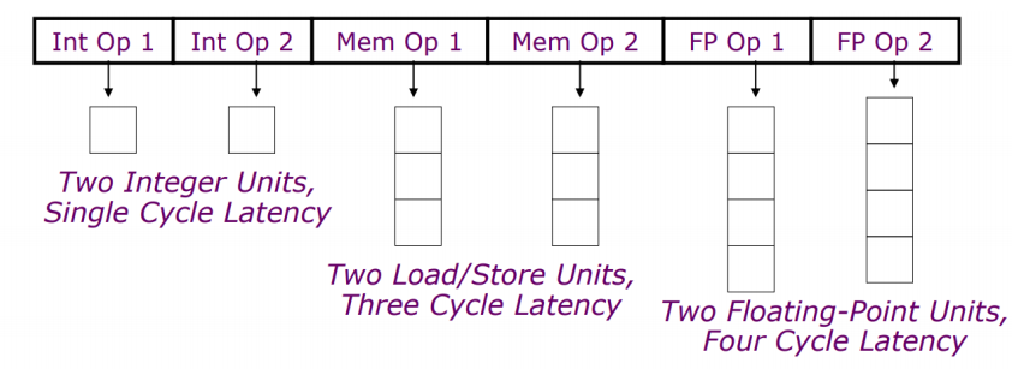 Int Op 1 Int Op 2 Mem Op 1 Mem Op 2 FP Op 1 FP Op 2
Two Integer Units,
Single Cycle Latency
Two Load/Store Units,
Three Cycle Latency
Two Floating-Point Units,
Four Cycle Latency